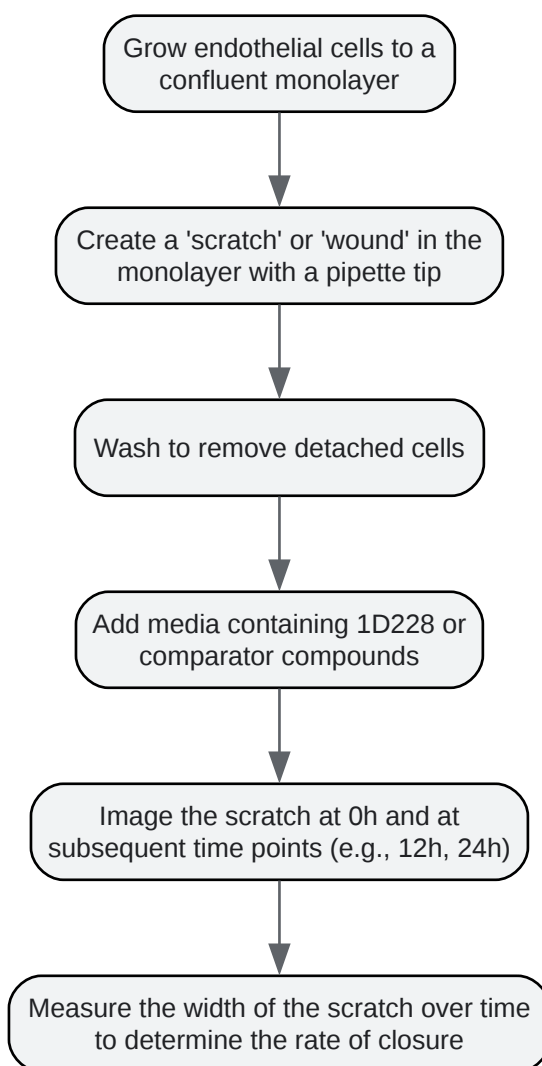 Grow endothelial cells to a
confluent monolayer
Create a 'scratch' or 'wound' in the
monolayer with a pipette tip
Wash to remove detached cells
Add media containing 1D228 or
comparator compounds
Image the scratch at 0h and at
subsequent time points (e.g., 12h, 24h)
Measure the width of the scratch over time
to determine the rate of closure